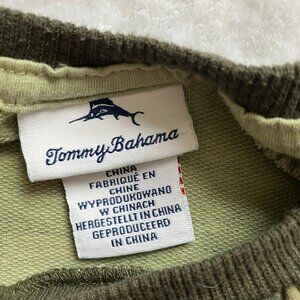 Tommy Bahama
CHINA
FABRIQUÉ EN
CHINE
WYPRODUKOWANO
W CHINACH
HERGESTELLT IN CHINA
GEPRODUCEERD
IN CHINA